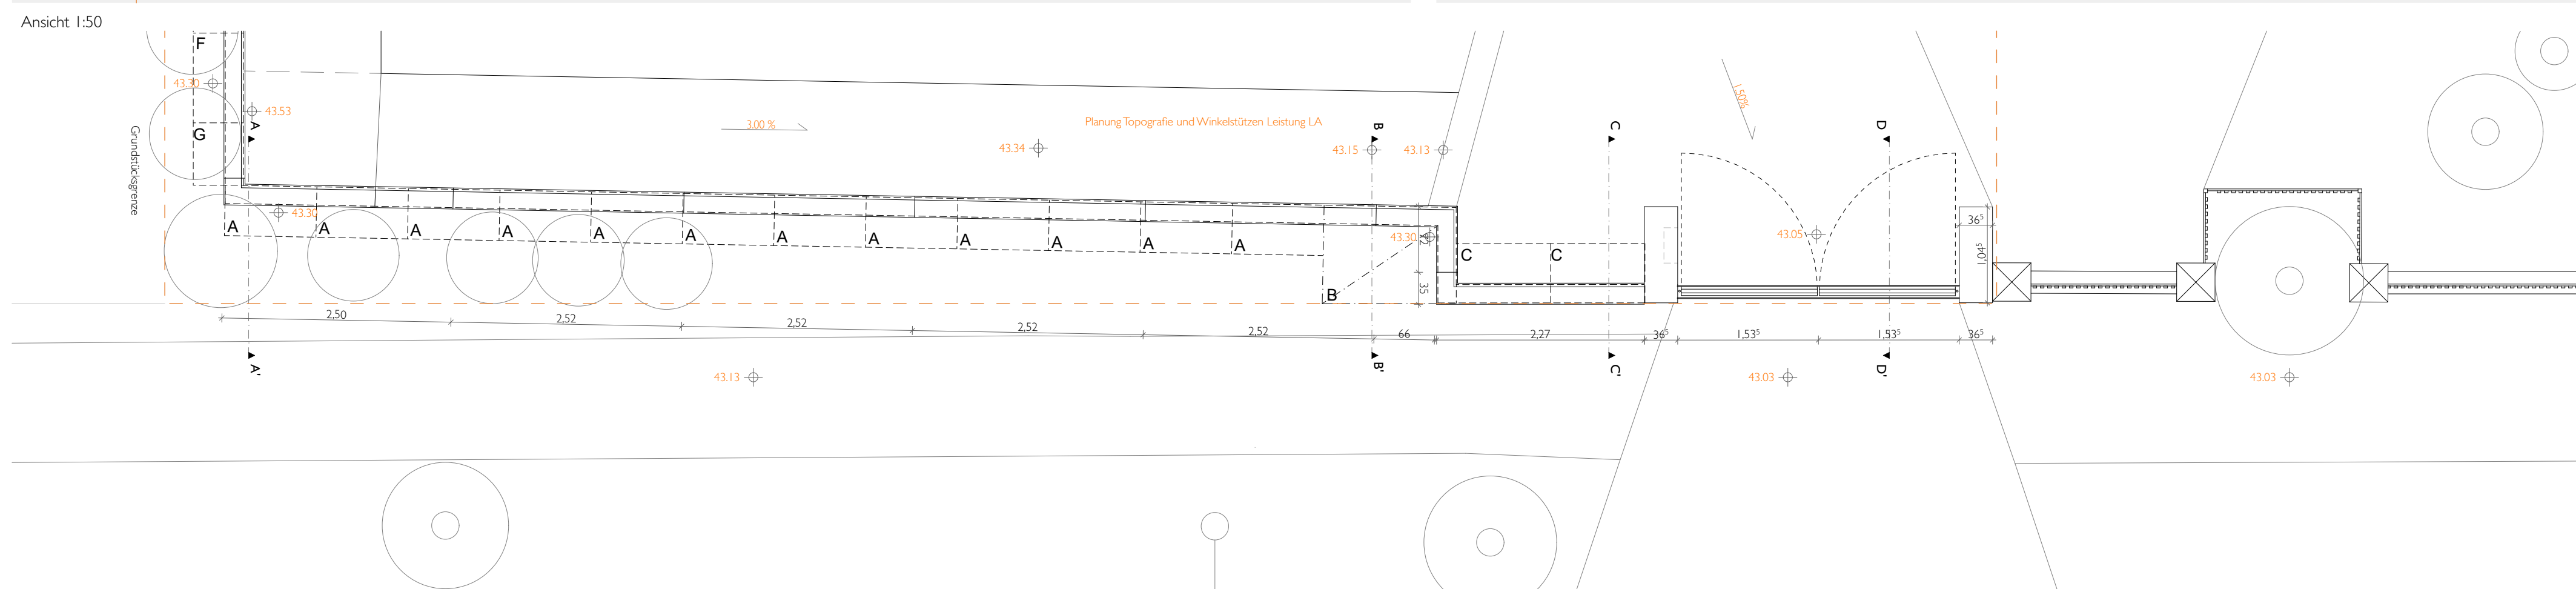 Ansicht 1:50
F
43.30
43.53
A
G
Grundstücksgrenze
3.00 %
43.34
Planung Topografie und Winkelstützen Leistung LA
43.15
B
43.13
C
1.50%
D
43.30
A
A
A
A
A
A
A
A
A
A
A
A
B
43.30
35
C
C
43.05
36⁵
1,04⁵
2,50
2,52
2,52
2,52
2,52
66
2,27
36⁵
1,53⁵
1,53⁵
36⁵
A'
B'
C'
D'
43.13
43.03
43.03